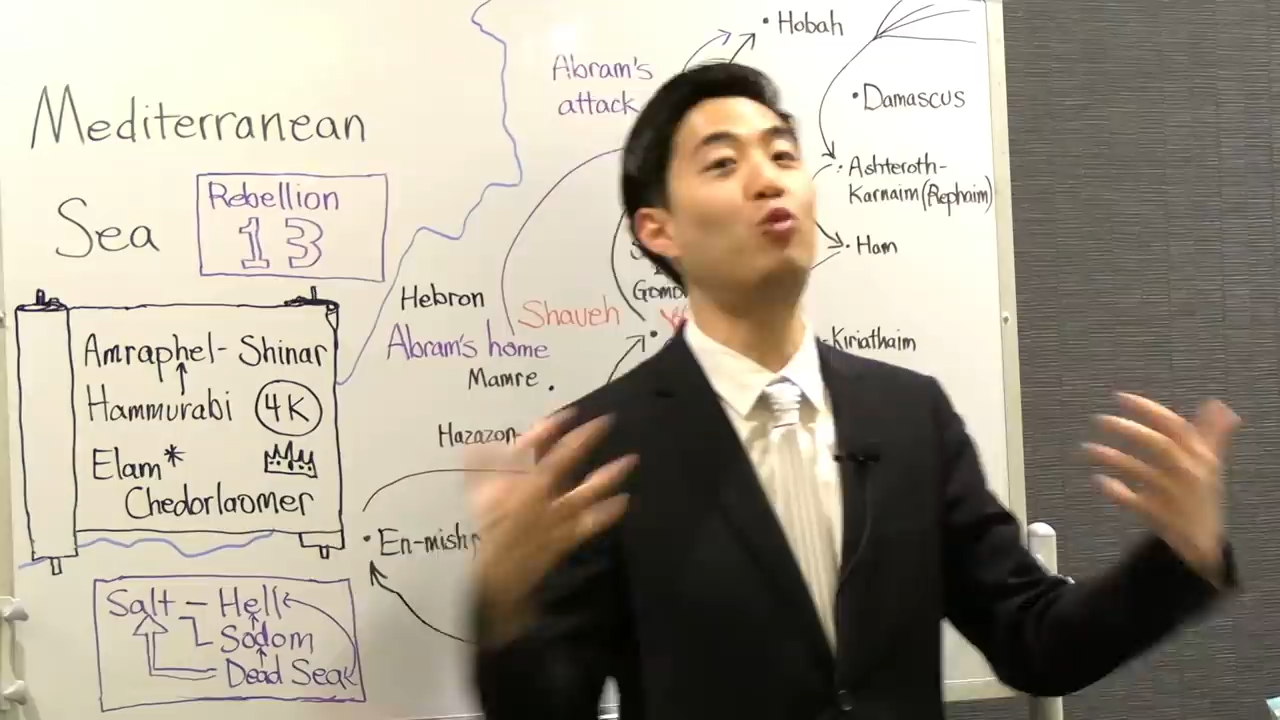 Mediterranean
Sea
Rebellion
13
Amraphel- Shinar
Hammurabi 4K
Elam*
Chedorlaomer
Salt - Hell
Sodom
Dead Sea
Abram's
attack
Hebron
Abram's home
Mamre
Shaveh
En-mish
Hobah
Damascus
Ashteroth-
Karnaim (Rephaim)
Ham
Kiriathaim